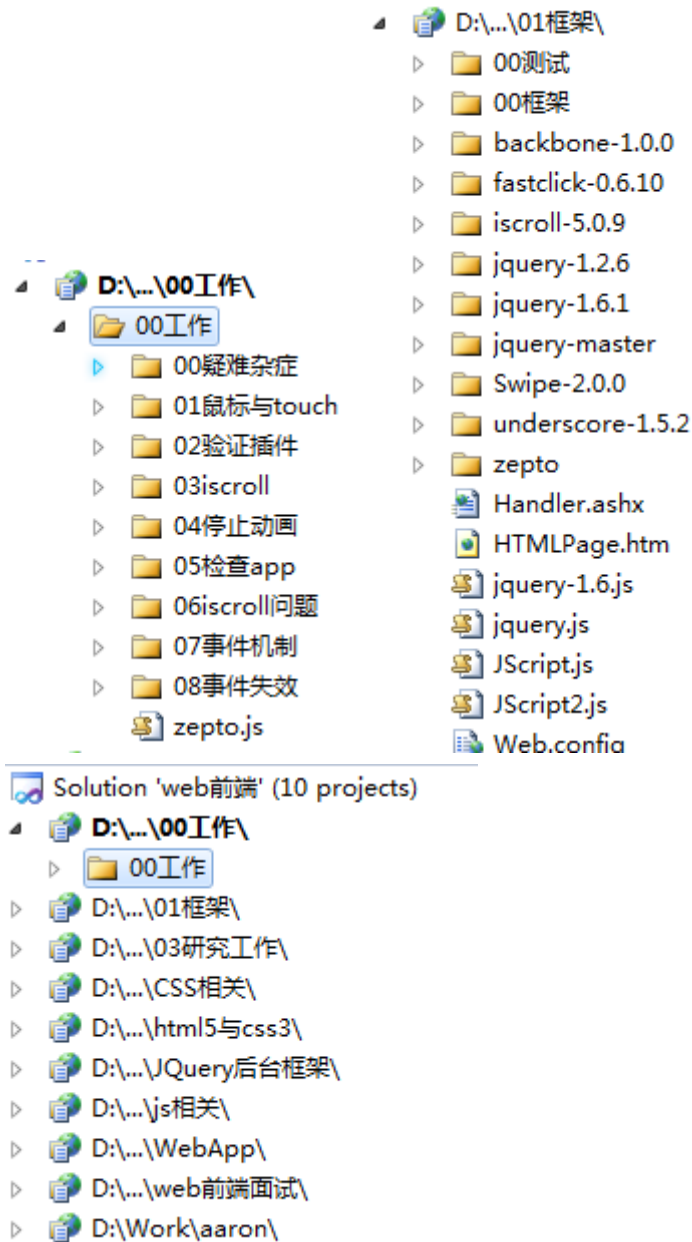 D:\...\00工作\
00工作
00疑难杂症
01鼠标与touch
02验证插件
03iscroll
04停止动画
05检查app
06iscroll问题
07事件机制
08事件失效
zepto.js
D:\...\01框架\
00测试
00框架
backbone-1.0.0
fastclick-0.6.10
iscroll-5.0.9
jquery-1.2.6
jquery-1.6.1
jquery-master
Swipe-2.0.0
underscore-1.5.2
zepto
Handler.ashx
HTMLPage.htm
jquery-1.6.js
jquery.js
JScript.js
JScript2.js
Web.config
Solution 'web前端' (10 projects)
D:\...\00工作\
00工作
D:\...\01框架\
D:\...\03研究工作\
D:\...\CSS相关\
D:\...\html5与css3\
D:\...\JQuery后台框架\
D:\...\js相关\
D:\...\WebApp\
D:\...\web前端面试\
D:\Work\aaron\